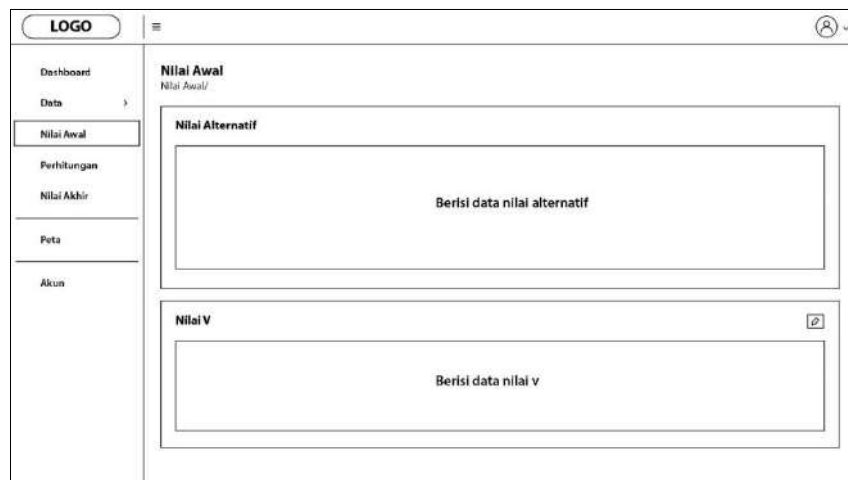 LOGO
Dashboard
Data
Nilai Awal
Perhitungan
Nilai Akhir
Peta
Akun
Nilai Awal
Nilai Awal/
Nilai Alternatif
Berisi data nilai alternatif
Nilai V
Berisi data nilai v